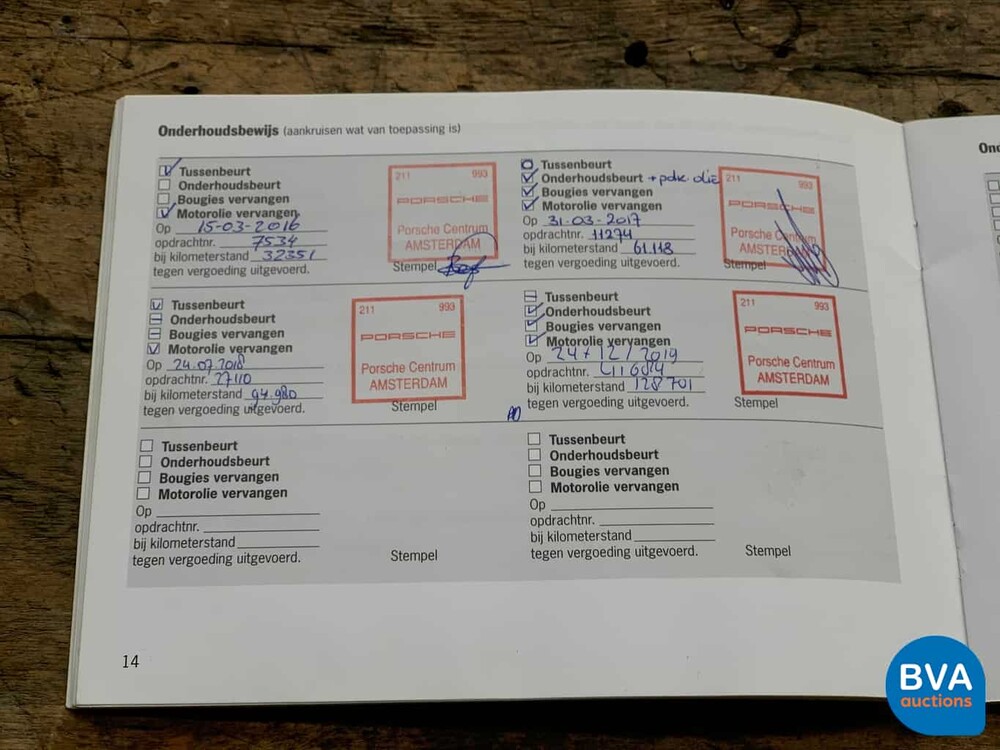 Onderhoudsbewijs (aankruisen wat van toepassing is)
Tussenbeurt
Onderhoudsbeurt
Bougies vervangen
Motorolie vervangen
Op 15-03-2016
opdrachtnr. 7534
bij kilometerstand 32351
tegen vergoeding uitgevoerd.
Stempel
211 993
PORSCHE
Porsche Centrum
AMSTERDAM
Tussenbeurt
Onderhoudsbeurt + pdk olie
Bougies vervangen
Motorolie vervangen
Op 31-03-2017
opdrachtnr. 11274
bij kilometerstand 61.118
tegen vergoeding uitgevoerd.
Stempel
211 993
PORSCHE
Porsche Centrum
AMSTERDAM
Tussenbeurt
Onderhoudsbeurt
Bougies vervangen
Motorolie vervangen
Op 24.07.2018
opdrachtnr. 27110
bij kilometerstand 94.980
tegen vergoeding uitgevoerd.
Stempel
211 993
PORSCHE
Porsche Centrum
AMSTERDAM
Tussenbeurt
Onderhoudsbeurt
Bougies vervangen
Motorolie vervangen
Op 24/12/2019
opdrachtnr. 41684
bij kilometerstand 128701
tegen vergoeding uitgevoerd.
Stempel
211 993
PORSCHE
Porsche Centrum
AMSTERDAM
Tussenbeurt
Onderhoudsbeurt
Bougies vervangen
Motorolie vervangen
Op
opdrachtnr.
bij kilometerstand
tegen vergoeding uitgevoerd.
Stempel
Tussenbeurt
Onderhoudsbeurt
Bougies vervangen
Motorolie vervangen
Op
opdrachtnr.
bij kilometerstand
tegen vergoeding uitgevoerd.
Stempel
14
BVA
auctions